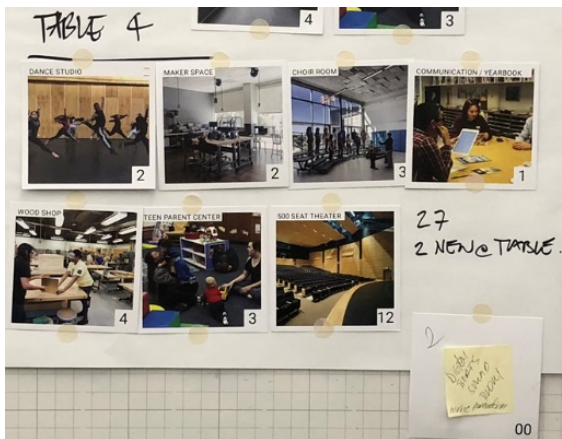 TABLE 4
4
3
DANCE STUDIO
2
MAKER SPACE
2
CHOIR ROOM
3
COMMUNICATION / YEARBOOK
1
WOOD SHOP
4
TEEN PARENT CENTER
3
500 SEAT THEATER
12
27
2 NEW @ TABLE.
2
Digital
00